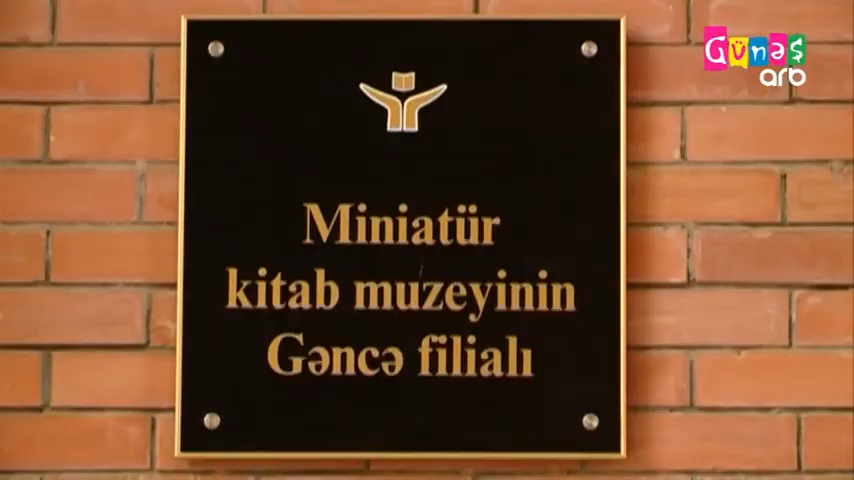 Günəş
arb
Miniatür
kitab muzeyinin
Gəncə filialı